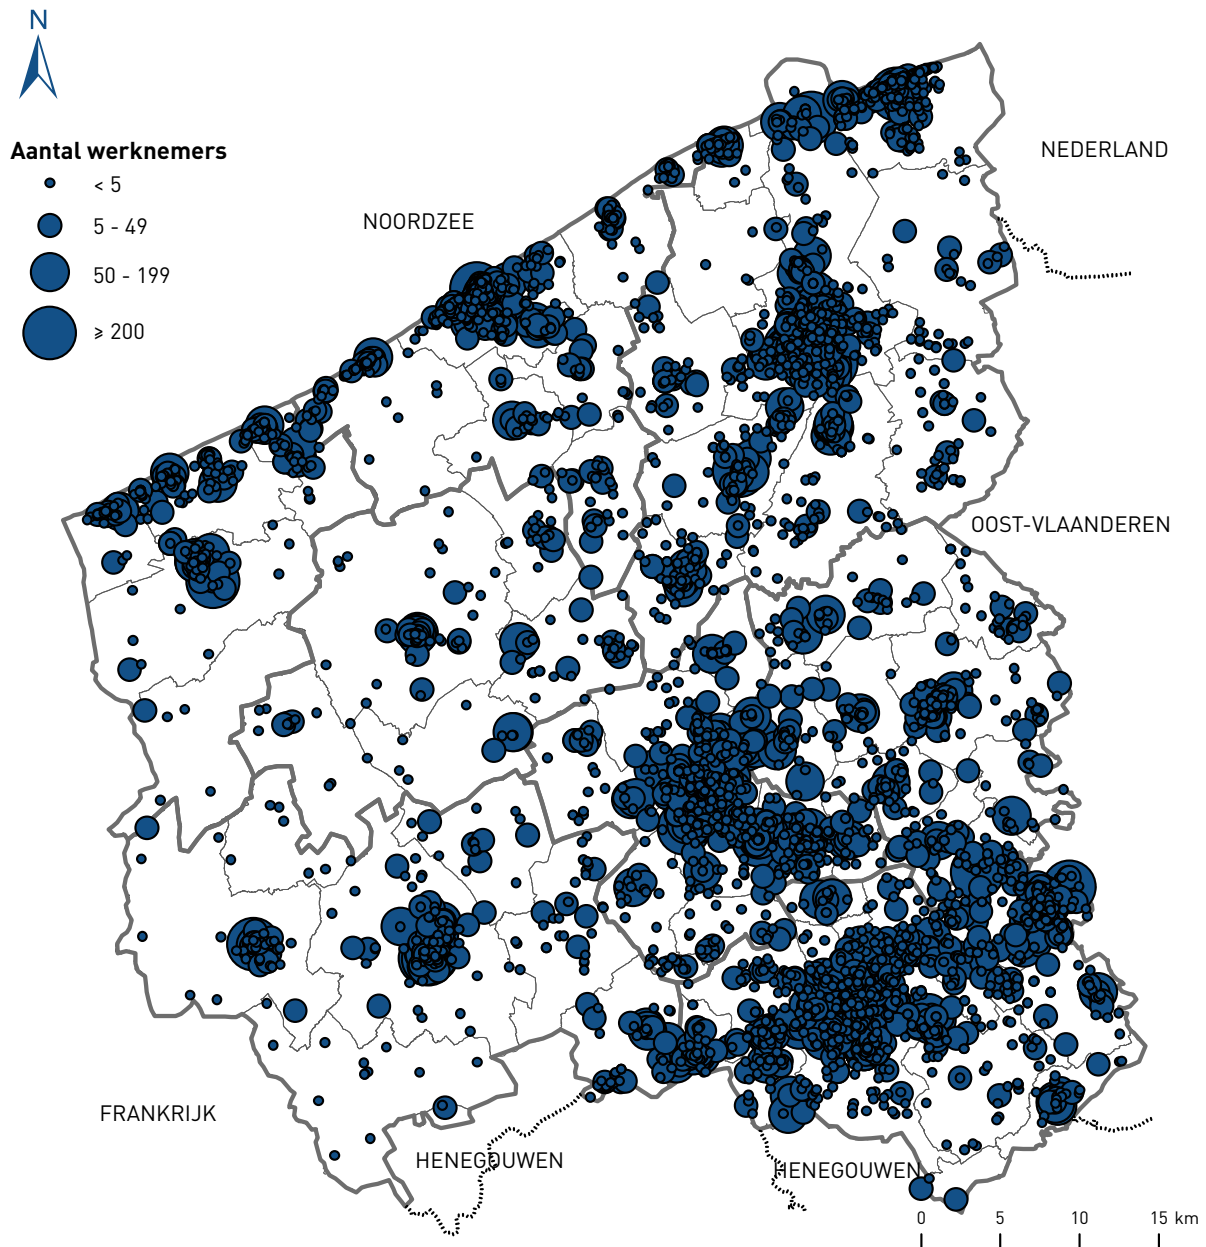 N
Aantal werknemers
< 5
5 - 49
50 - 199
⩾ 200
NOORDZEE
NEDERLAND
OOST-VLAANDEREN
FRANKRIJK
HENEGOUWEN
HENEGOUWEN
0 5 10 15 km